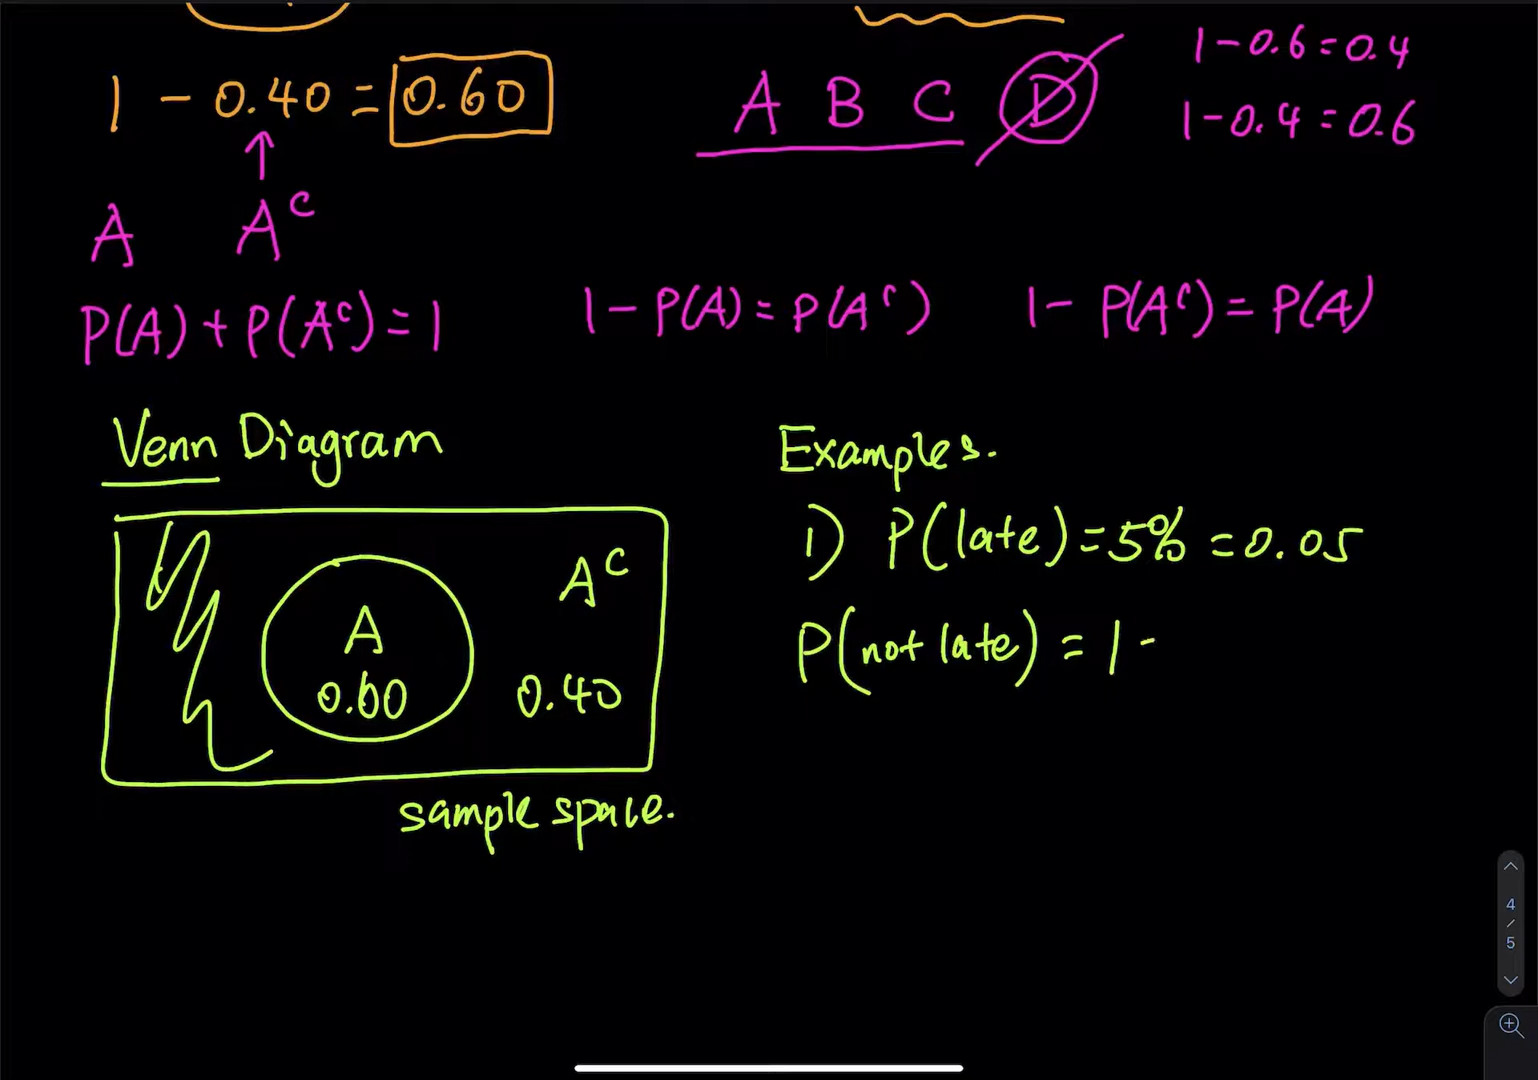 1 - 0.40 = 0.60
A B C D
1 - 0.6 = 0.4
1 - 0.4 = 0.6
A A^c
P(A) + P(A^c) = 1
1 - P(A) = P(A^c)
1 - P(A^c) = P(A)
Venn Diagram
A
0.60
A^c
0.40
sample space.
Examples.
1) P(late) = 5% = 0.05
P(not late) = 1 -
4
/
5